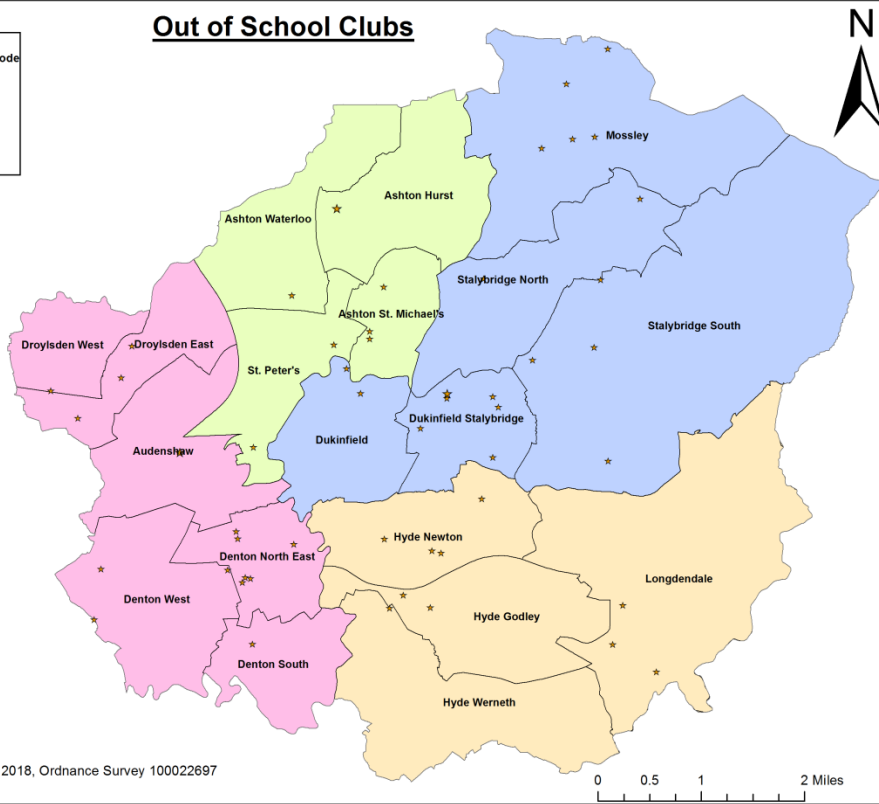 Out of School Clubs
N
ode
Mossley
Ashton Hurst
Ashton Waterloo
Stalybridge North
Ashton St. Michael's
Stalybridge South
Droylsden West
Droylsden East
St. Peter's
Dukinfield Stalybridge
Dukinfield
Audenshaw
Hyde Newton
Denton North East
Longdendale
Denton West
Hyde Godley
Denton South
Hyde Werneth
2018, Ordnance Survey 100022697
0 0.5 1 2 Miles